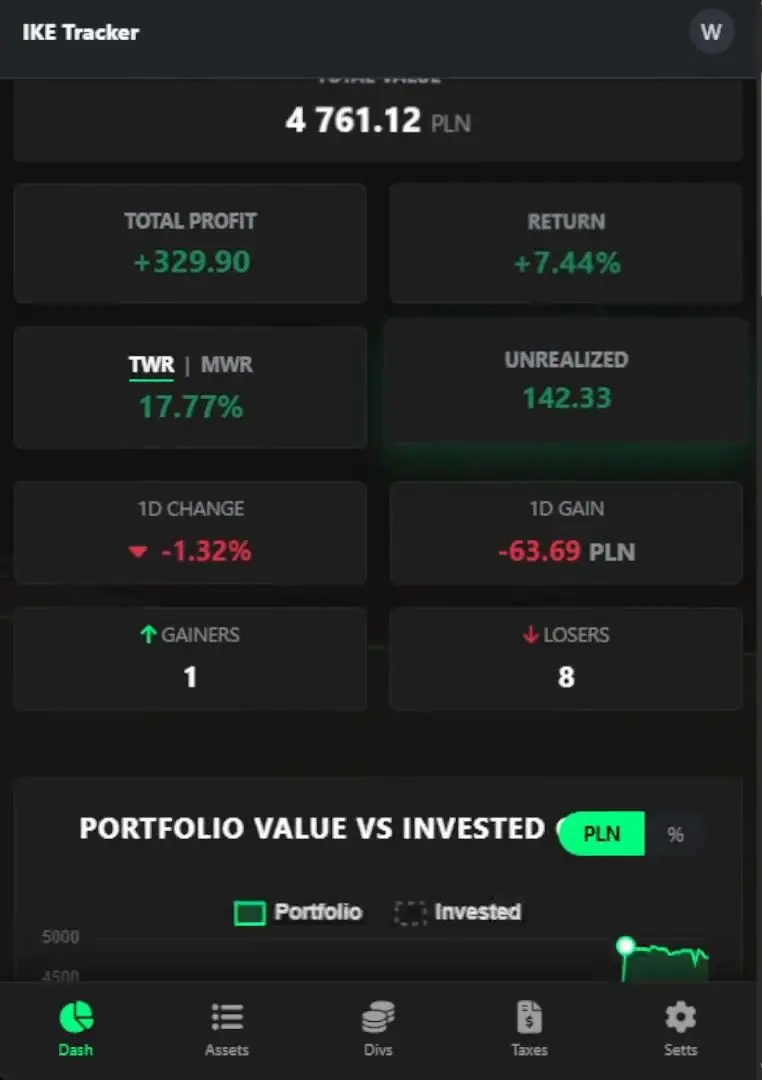 IKE Tracker
W
TOTAL VALUE
4 761.12 PLN
TOTAL PROFIT
+329.90
RETURN
+7.44%
TWR | MWR
17.77%
UNREALIZED
142.33
1D CHANGE
-1.32%
1D GAIN
-63.69 PLN
GAINERS
1
LOSERS
8
PORTFOLIO VALUE VS INVESTED
PLN
%
Portfolio
Invested
5000
4500
Dash
Assets
Divs
Taxes
Setts